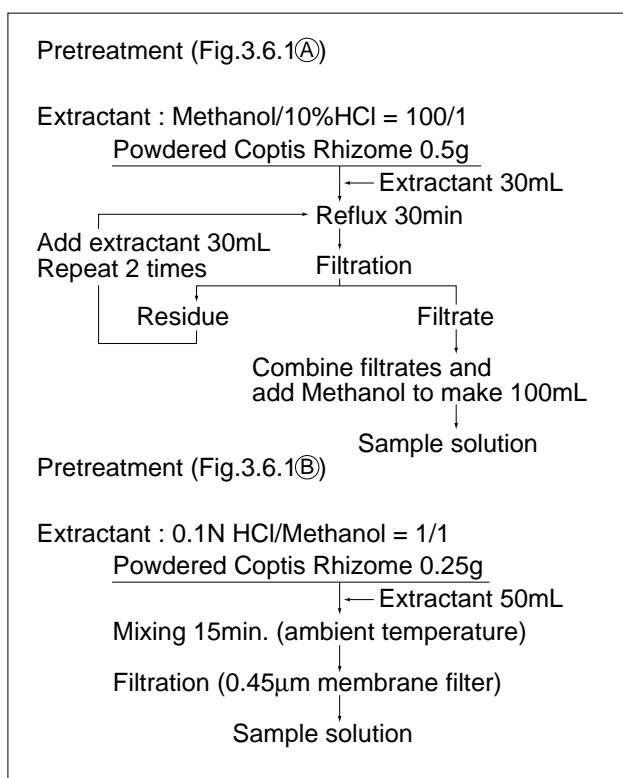 Pretreatment (Fig.3.6.1Ⓐ)
Extractant : Methanol/10%HCl = 100/1
Powdered Coptis Rhizome 0.5g
Extractant 30mL
Reflux 30min
Add extractant 30mL
Repeat 2 times
Filtration
Residue
Filtrate
Combine filtrates and
add Methanol to make 100mL
Sample solution
Pretreatment (Fig.3.6.1Ⓑ)
Extractant : 0.1N HCl/Methanol = 1/1
Powdered Coptis Rhizome 0.25g
Extractant 50mL
Mixing 15min. (ambient temperature)
Filtration (0.45μm membrane filter)
Sample solution